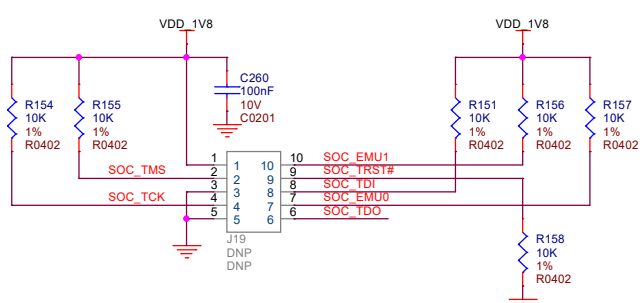 VDD_1V8
VDD_1V8
R154
10K
1%
R0402
R155
10K
1%
R0402
C260
100nF
10V
C0201
R151
10K
1%
R0402
R156
10K
1%
R0402
R157
10K
1%
R0402
1 1 10 10 SOC_EMU1
SOC_TMS 2 2 9 9 SOC_TRST#
3 3 8 8 SOC_TDI
SOC_TCK 4 4 7 7 SOC_EMU0
5 5 6 6 SOC_TDO
J19
DNP
DNP
R158
10K
1%
R0402